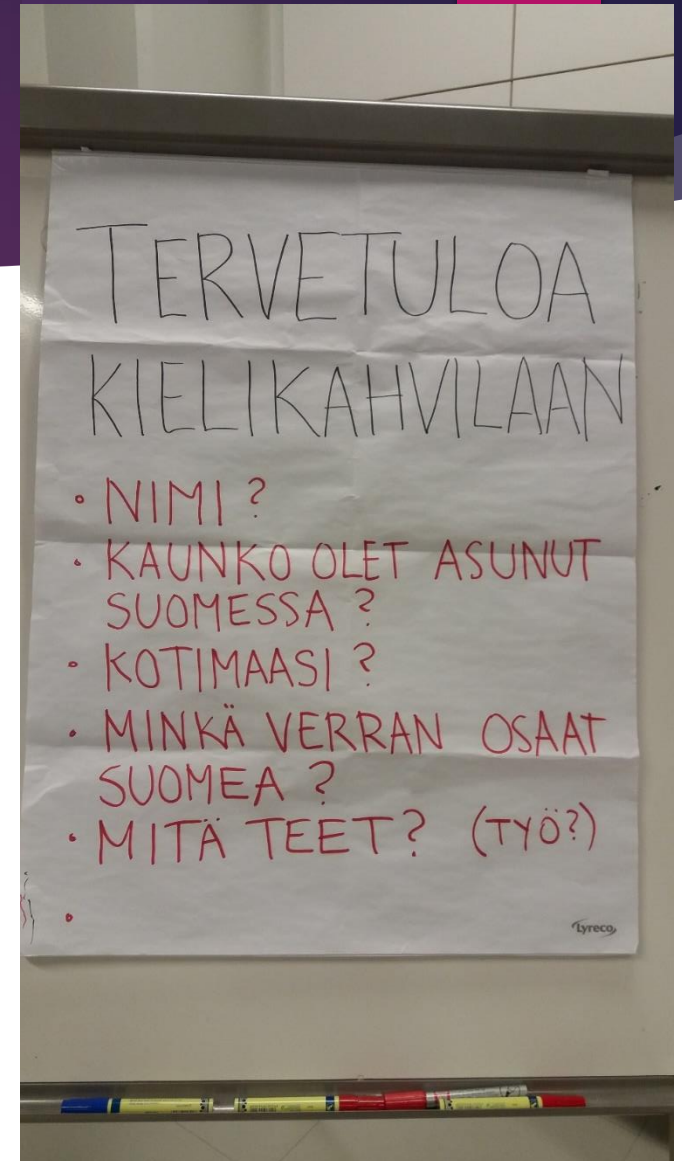 TERVETULOA
KIELIKAHVILAAN
• NIMI?
• KAUNKO OLET ASUNUT
SUOMESSA?
• KOTIMAASI?
• MINKÄ VERRAN OSAAT
SUOMEA?
• MITÄ TEET? (TYÖ?)
•
Lyreco